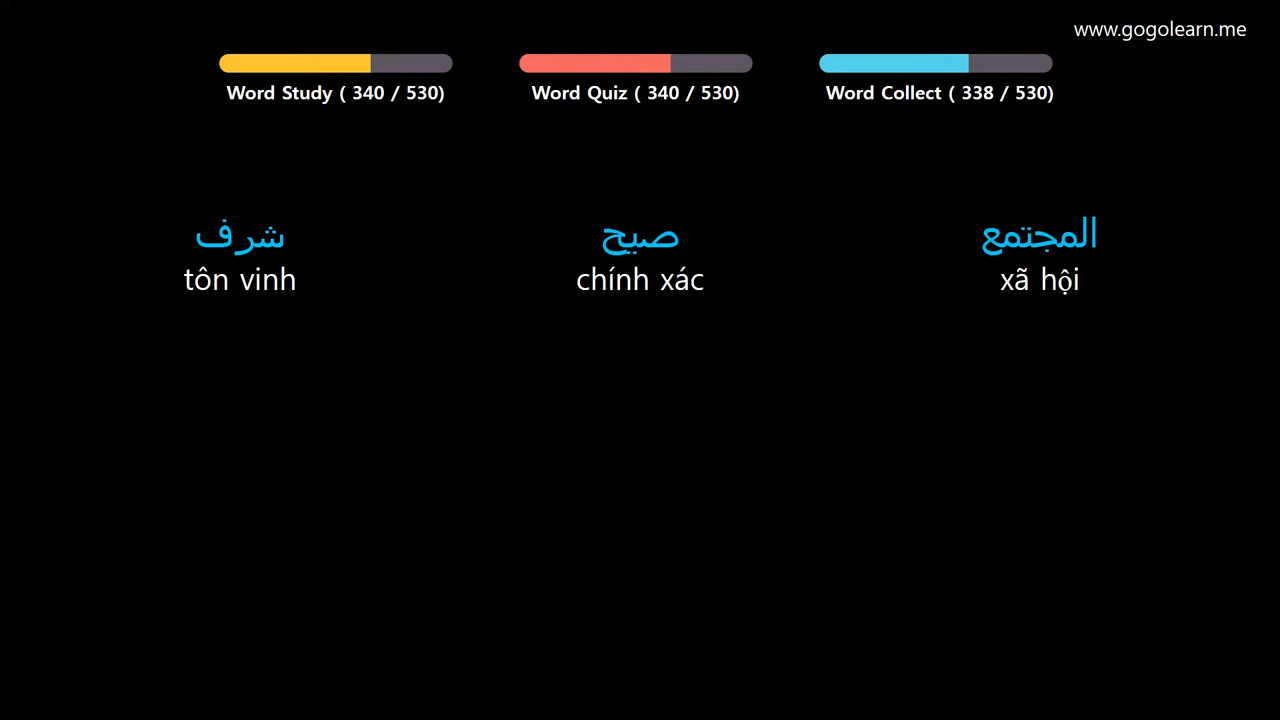 www.gogolearn.me
Word Study ( 340 / 530)
Word Quiz ( 340 / 530)
Word Collect ( 338 / 530)
شرف
tôn vinh
صيح
chính xác
المجتمع
xã hội